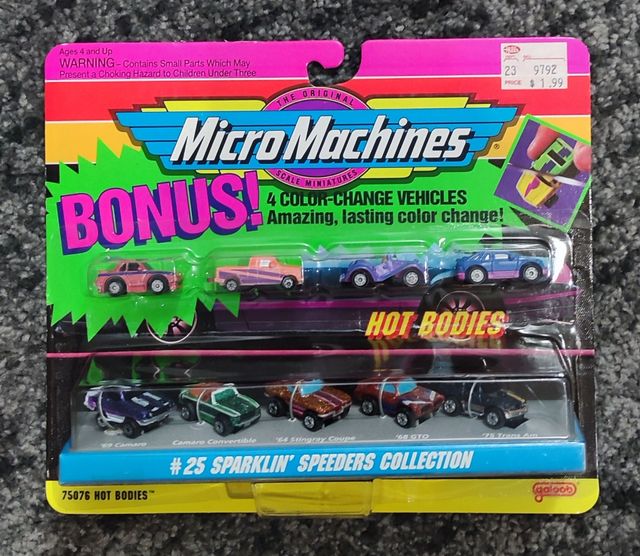 Ages 4 and Up
WARNING - Contains Small Parts Which May
Present a Choking Hazard to Children Under Three
23 9792
PRICE $ 1.99
THE ORIGINAL
Micro Machines®
SCALE MINIATURES
BONUS!
4 COLOR-CHANGE VEHICLES
Amazing, lasting color change!
HOT BODIES
'69 Camaro
Camaro Convertible
'64 Stingray Coupe
'68 GTO
'78 Trans Am
#25 SPARKLIN' SPEEDERS COLLECTION
75076 HOT BODIES™
galoob